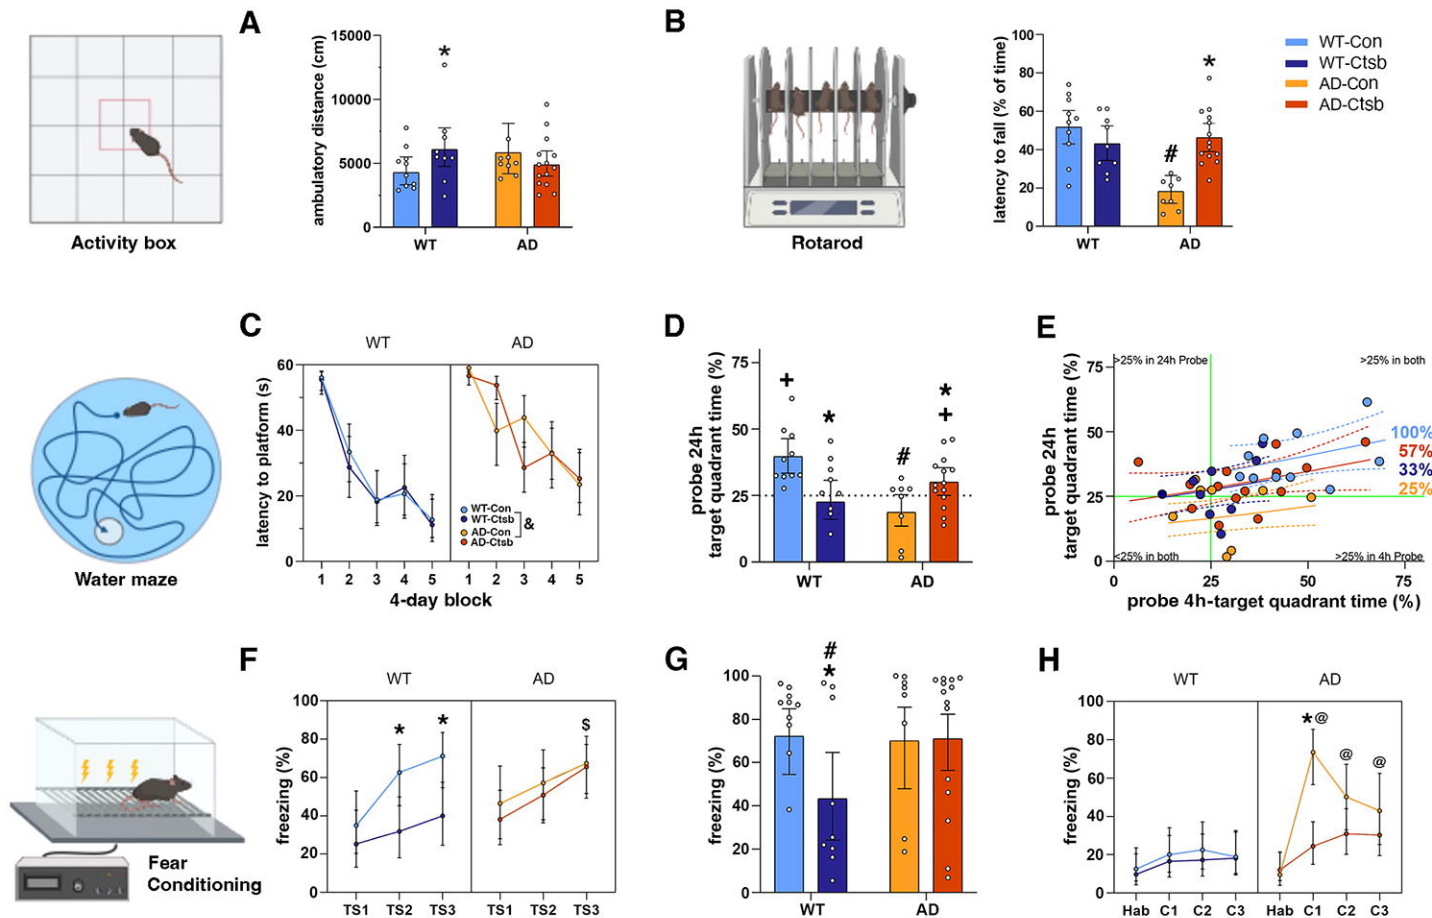 A
15000
10000
5000
0
ambulatory distance (cm)
*
WT
AD
Activity box
B
Rotarod
100
80
60
40
20
0
latency to fall (% of time)
#
*
WT
AD
WT-Con
WT-Ctsb
AD-Con
AD-Ctsb
C
WT
AD
60
40
20
0
latency to platform (s)
WT-Con
WT-Ctsb
AD-Con
AD-Ctsb
&
1 2 3 4 5 1 2 3 4 5
4-day block
Water maze
D
75
50
25
0
probe 24h
target quadrant time (%)
+
*
#
*
+
WT
AD
E
75
50
25
0
probe 24h
target quadrant time (%)
>25% in 24h Probe
>25% in both
100%
57%
33%
25%
<25% in both
>25% in 4h Probe
0 25 50 75
probe 4h-target quadrant time (%)
F
WT
AD
100
80
60
40
20
0
freezing (%)
*
*
$
TS1 TS2 TS3 TS1 TS2 TS3
Fear
Conditioning
G
100
80
60
40
20
0
freezing (%)
#
*
WT
AD
H
WT
AD
100
80
60
40
20
0
freezing (%)
*@
@
@
Hab C1 C2 C3 Hab C1 C2 C3